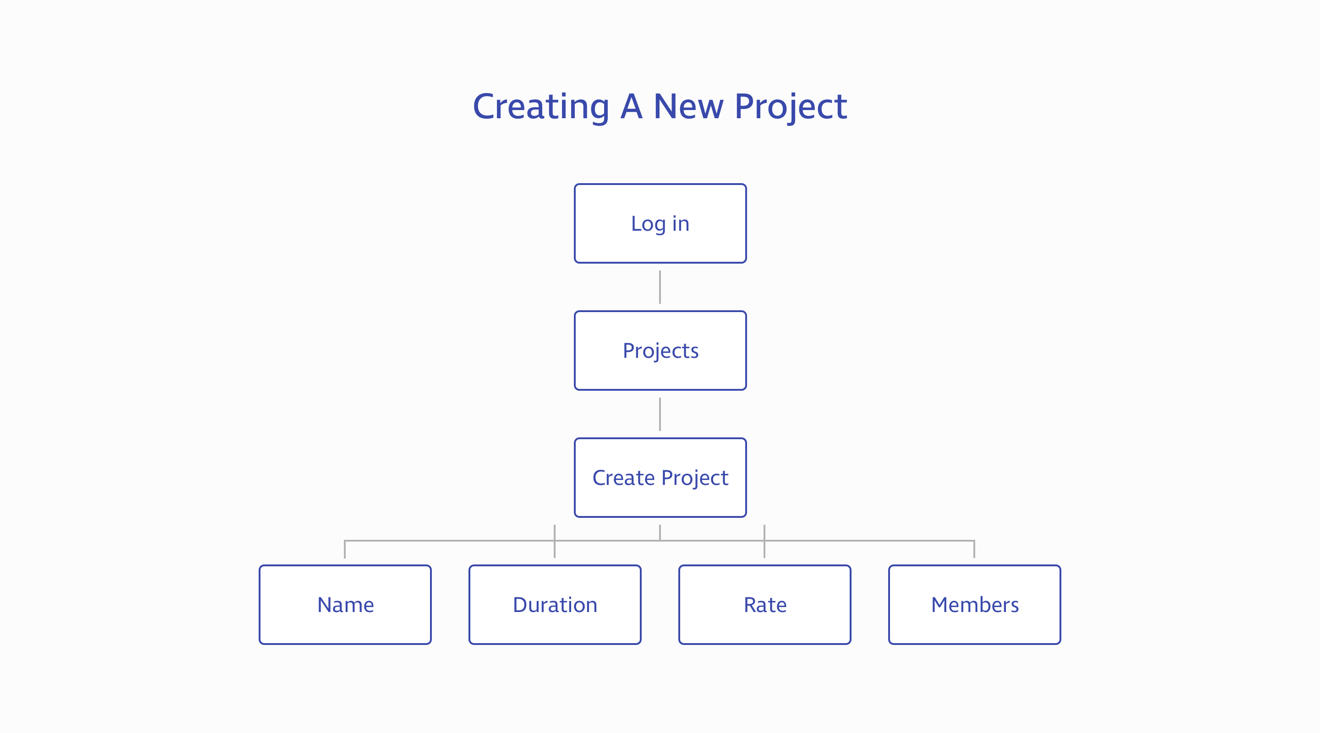 Creating A New Project
Log in
Projects
Create Project
Name
Duration
Rate
Members